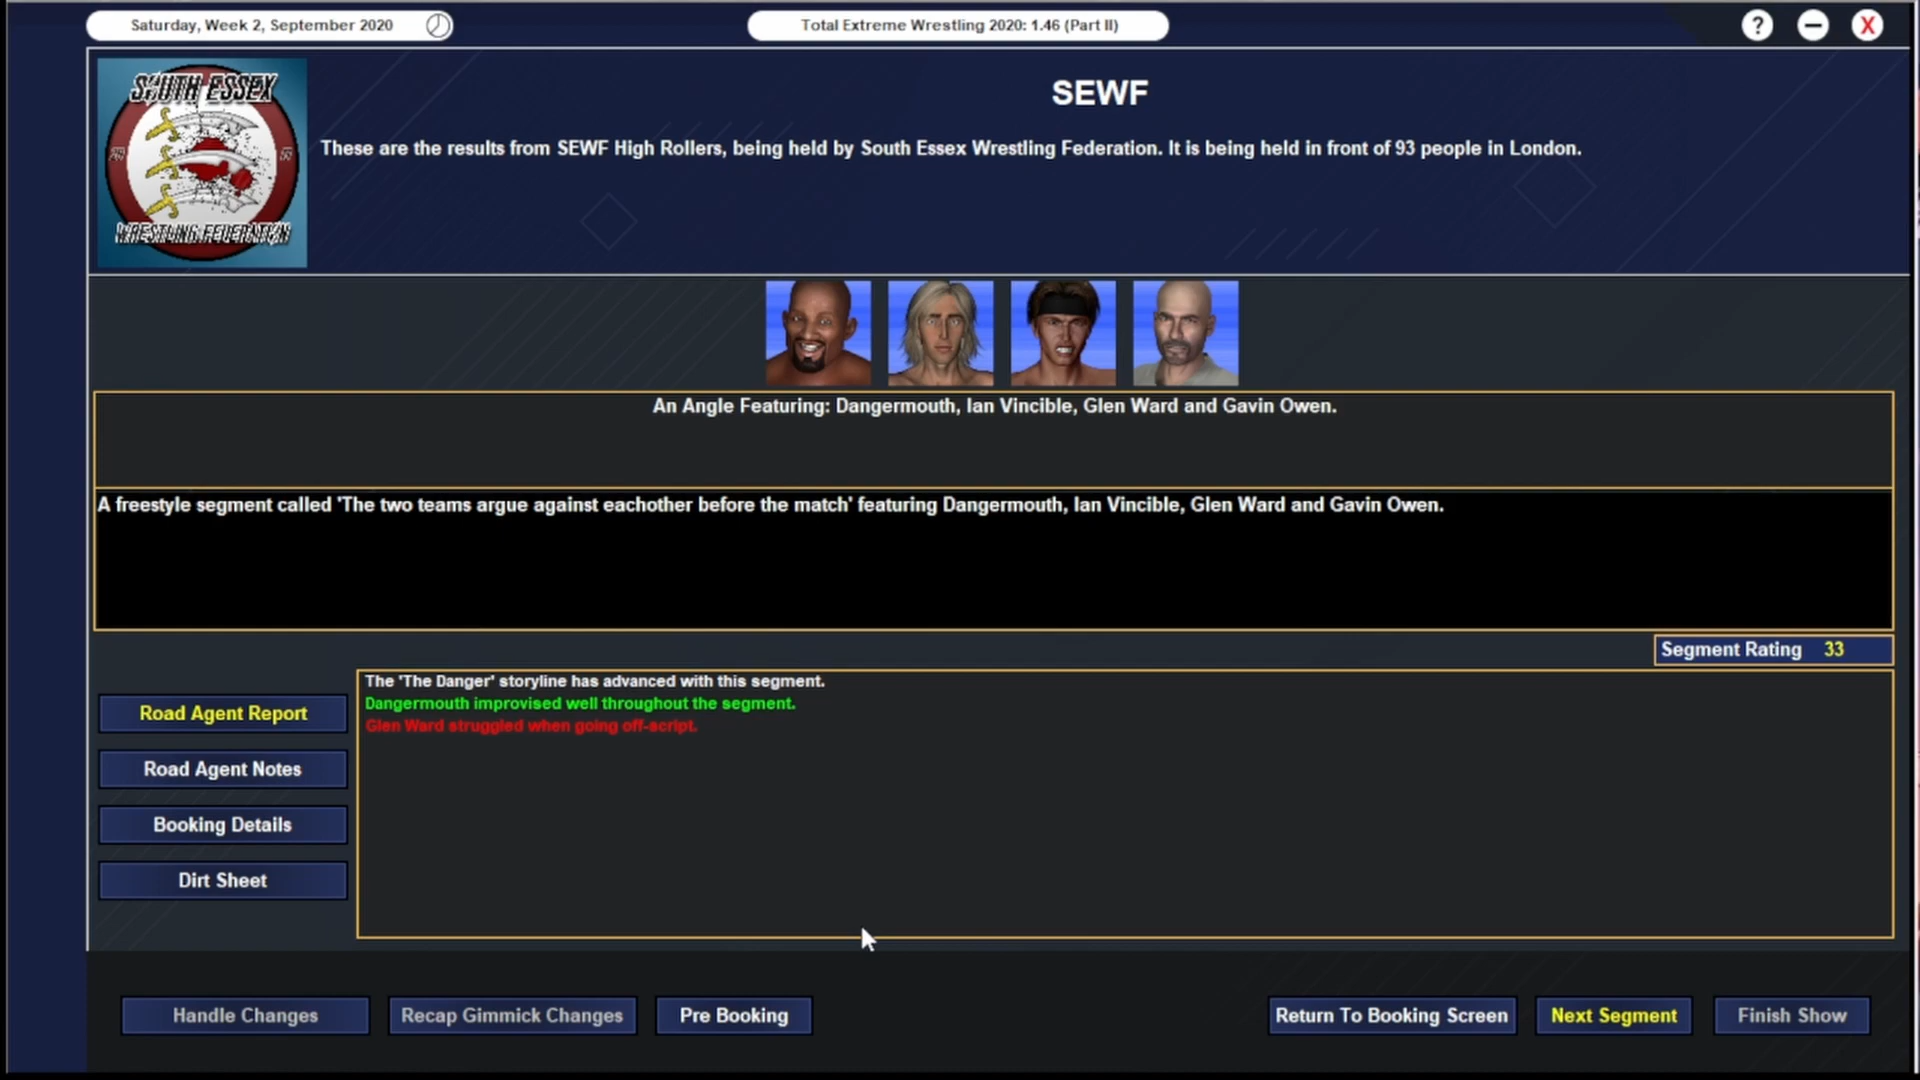 Saturday, Week 2, September 2020
Total Extreme Wrestling 2020: 1.46 (Part II)
?
X
SOUTH ESSEX
WRESTLING FEDERATION
SEWF
These are the results from SEWF High Rollers, being held by South Essex Wrestling Federation. It is being held in front of 93 people in London.
An Angle Featuring: Dangermouth, Ian Vincible, Glen Ward and Gavin Owen.
A freestyle segment called 'The two teams argue against eachother before the match' featuring Dangermouth, Ian Vincible, Glen Ward and Gavin Owen.
Segment Rating 33
Road Agent Report
Road Agent Notes
Booking Details
Dirt Sheet
The 'The Danger' storyline has advanced with this segment.
Dangermouth improvised well throughout the segment.
Glen Ward struggled when going off-script.
Handle Changes
Recap Gimmick Changes
Pre Booking
Return To Booking Screen
Next Segment
Finish Show